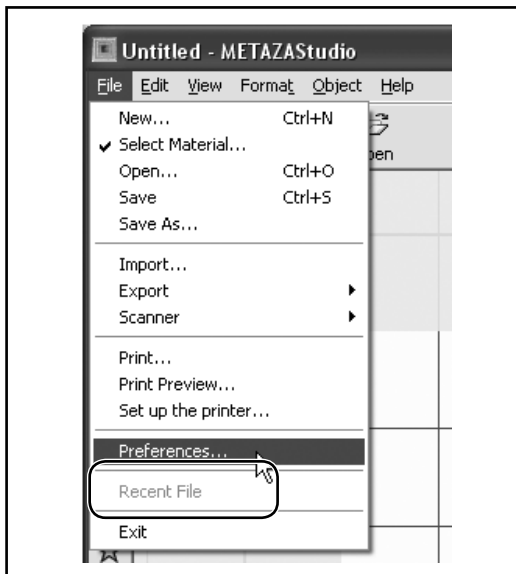 Untitled - METAZAStudio
File Edit View Format Object Help
New... Ctrl+N
Select Material...
Open... Ctrl+O
Save Ctrl+S
Save As...
Import...
Export
Scanner
Print...
Print Preview...
Set up the printer...
Preferences...
Recent File
Exit